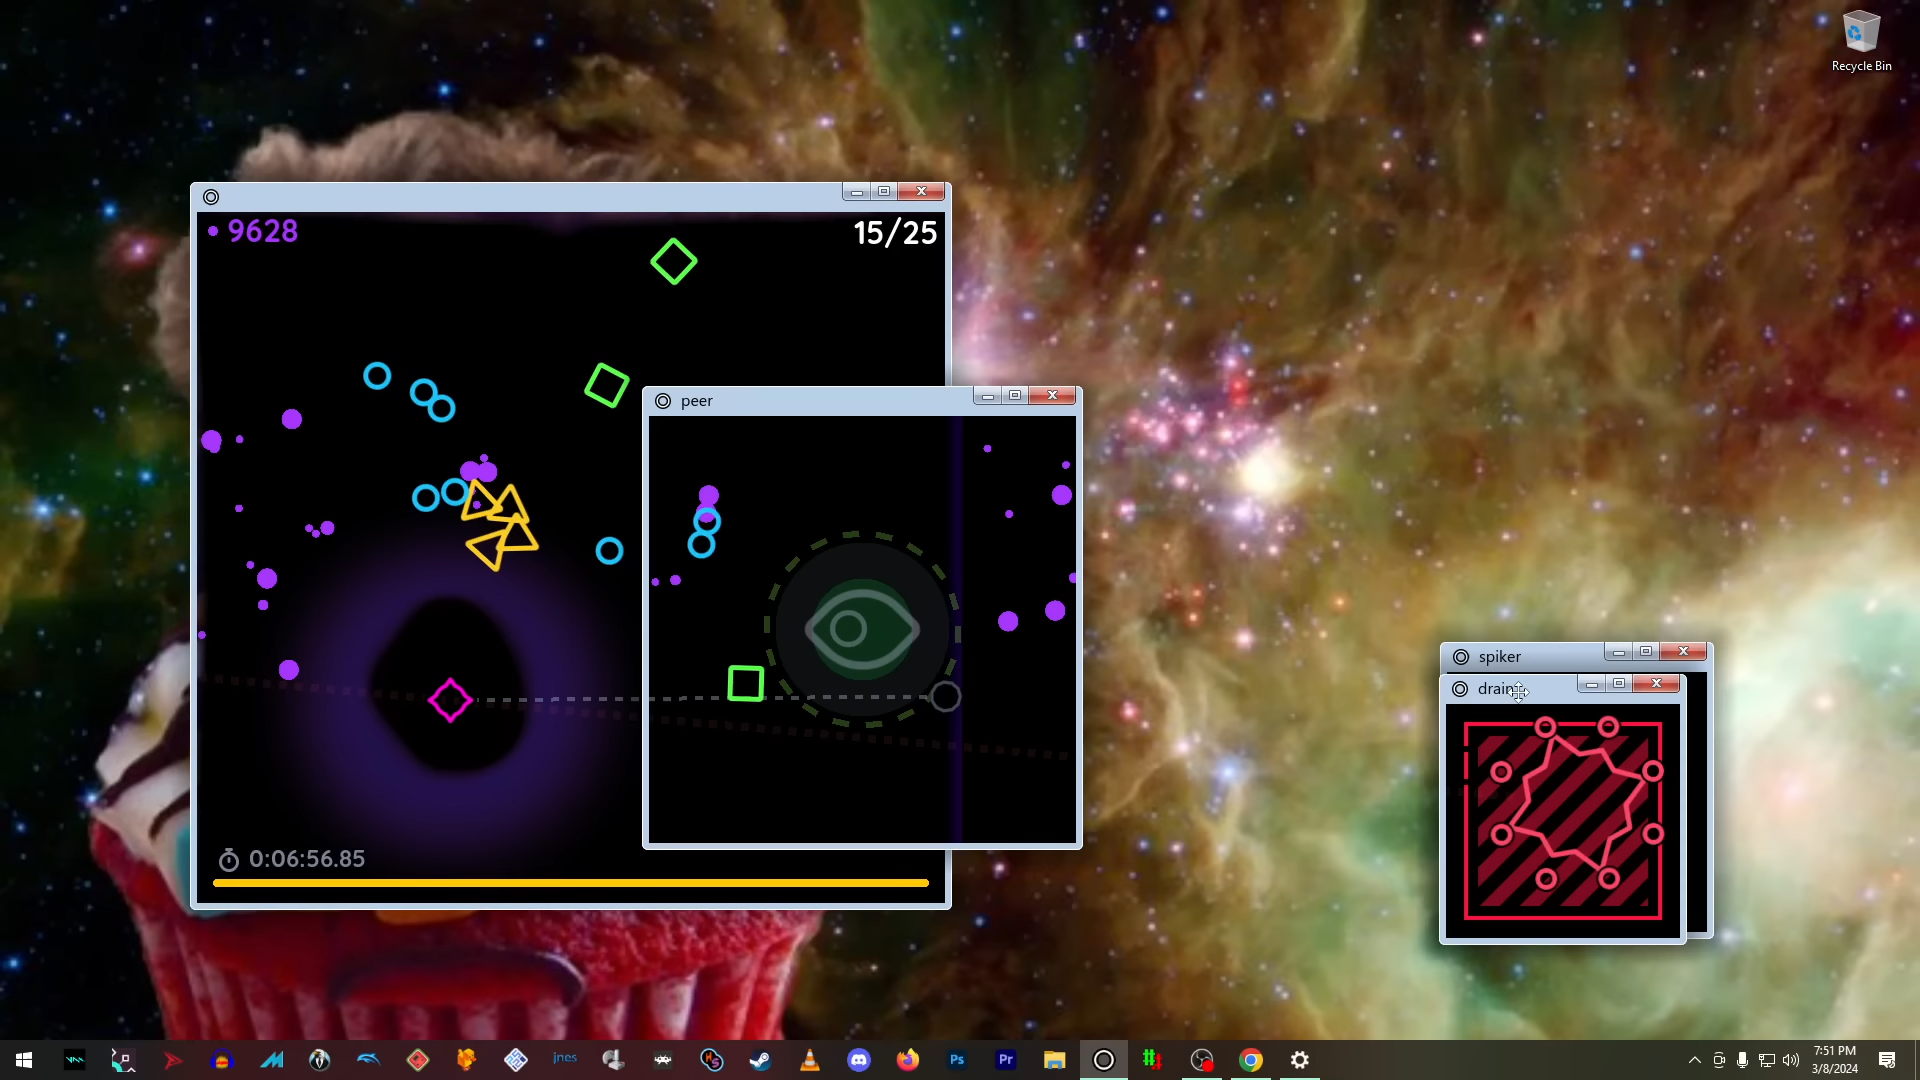 Recycle Bin
9628
15/25
peer
0:06:56.85
spiker
drain
jnes
Ps
Pr
7:51 PM
3/8/2024